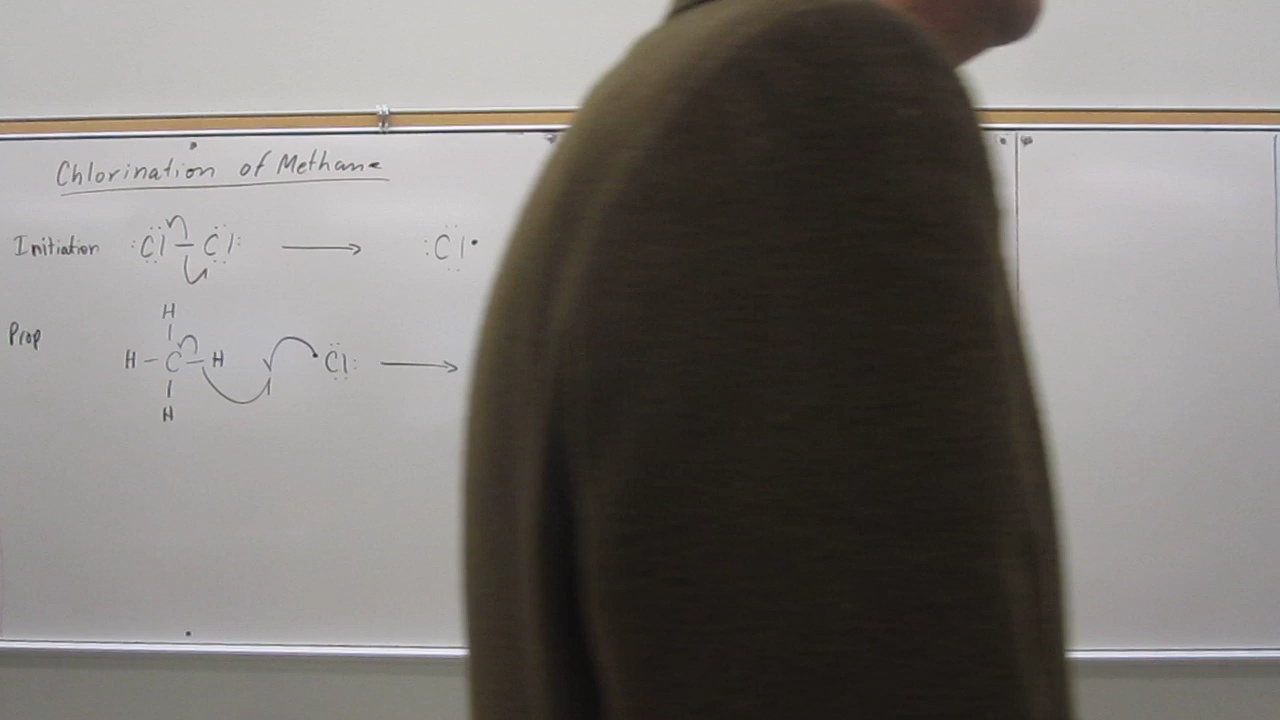 Chlorination of Methane
Initiation :Cl — Cl: ⟶ :Cl•
H
Prop H — C — H •Cl: ⟶
H